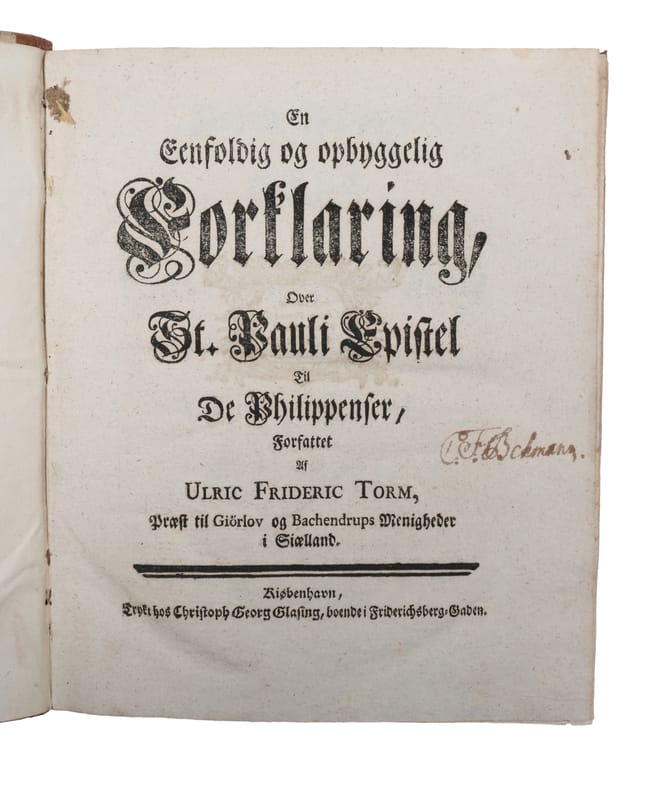 En
Eenfoldig og opbyggelig
Forklaring,
Over
St. Pauli Epistel
Til
De Philippenser,
Forfattet
Af
ULRIC FRIDERIC TORM,
Præst til Giörlov og Bachendrups Menigheder
i Siælland.
Kiøbenhavn,
Trykt hos Christoph Georg Glasing, boende i Friderichsberg-Gaden.